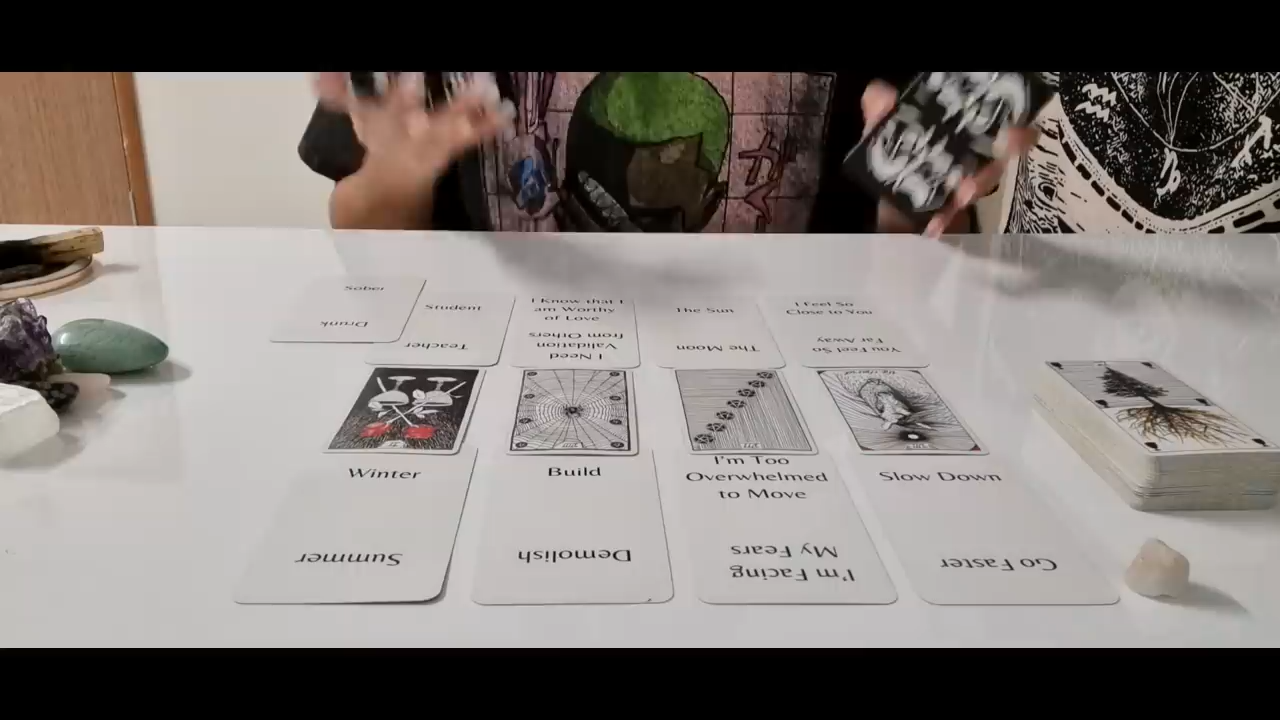 Sober
Drunk
Student
Teacher
I Know that I
am Worthy
of Love
I Need
Validation
from Others
The Sun
The Moon
I Feel So
Close to You
You Feel So
Far Away
Winter
Summer
Build
Demolish
I'm Too
Overwhelmed
to Move
I'm Facing
My Fears
Slow Down
Go Faster